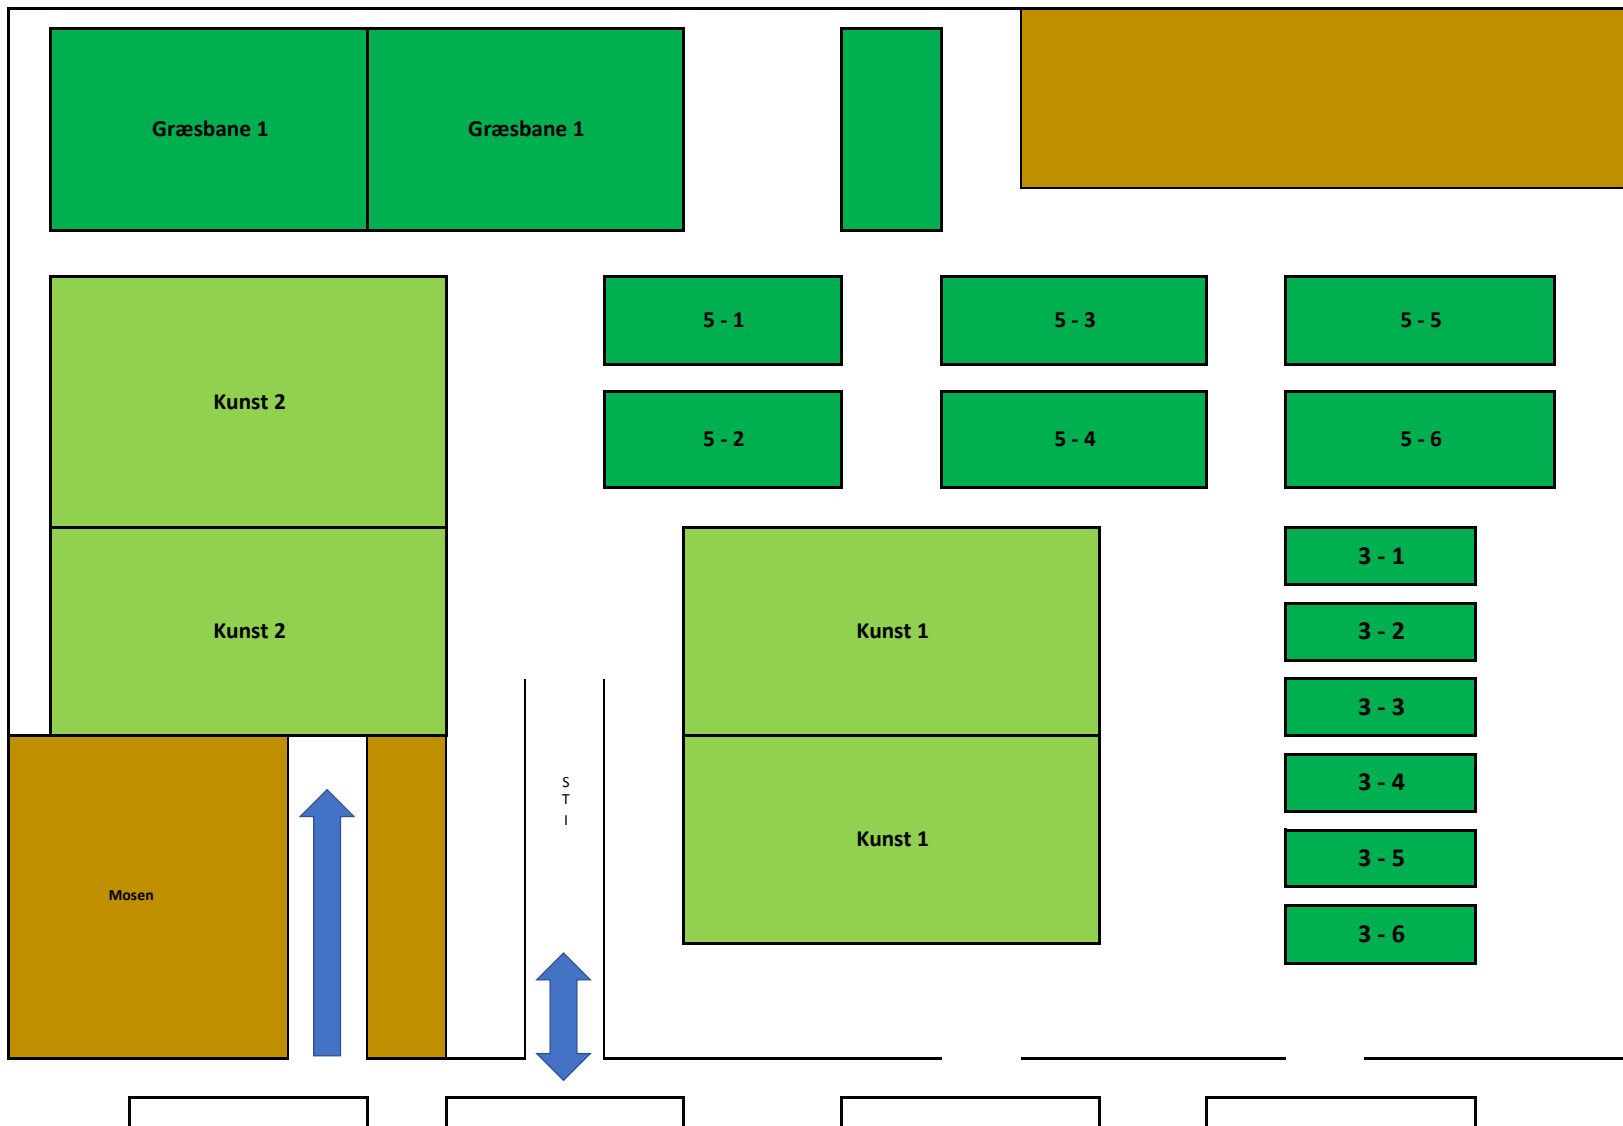 Græsbane 1
Græsbane 1
5 - 1
5 - 3
5 - 5
Kunst 2
5 - 2
5 - 4
5 - 6
3 - 1
Kunst 2
Kunst 1
3 - 2
3 - 3
S
T
I
3 - 4
Kunst 1
3 - 5
Mosen
3 - 6